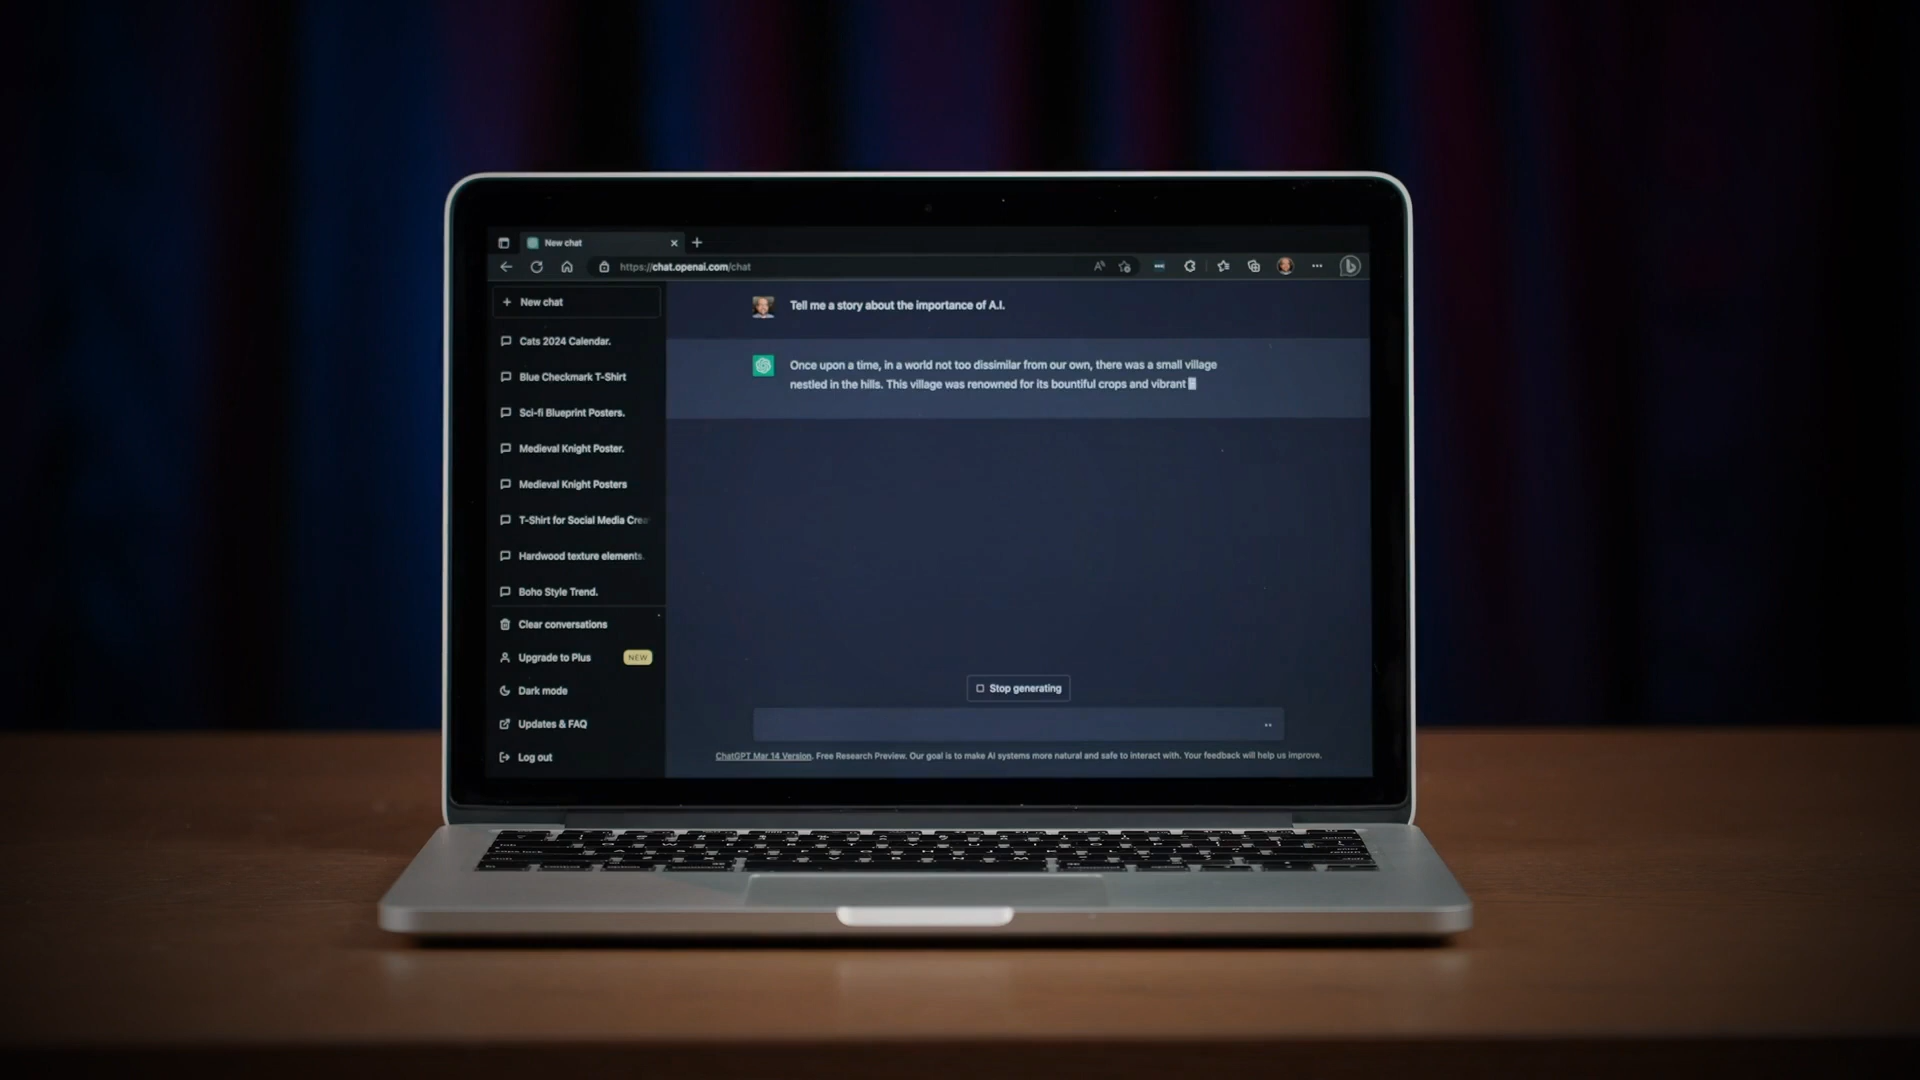 New chat
https://chat.openai.com/chat
New chat
Cats 2024 Calendar.
Blue Checkmark T-Shirt
Sci-fi Blueprint Posters.
Medieval Knight Poster.
Medieval Knight Posters
T-Shirt for Social Media Crea
Hardwood texture elements.
Boho Style Trend.
Clear conversations
Upgrade to Plus NEW
Dark mode
Updates & FAQ
Log out
Tell me a story about the importance of A.I.
Once upon a time, in a world not too dissimilar from our own, there was a small village
nestled in the hills. This village was renowned for its bountiful crops and vibrant
Stop generating
ChatGPT Mar 14 Version. Free Research Preview. Our goal is to make AI systems more natural and safe to interact with. Your feedback will help us improve.